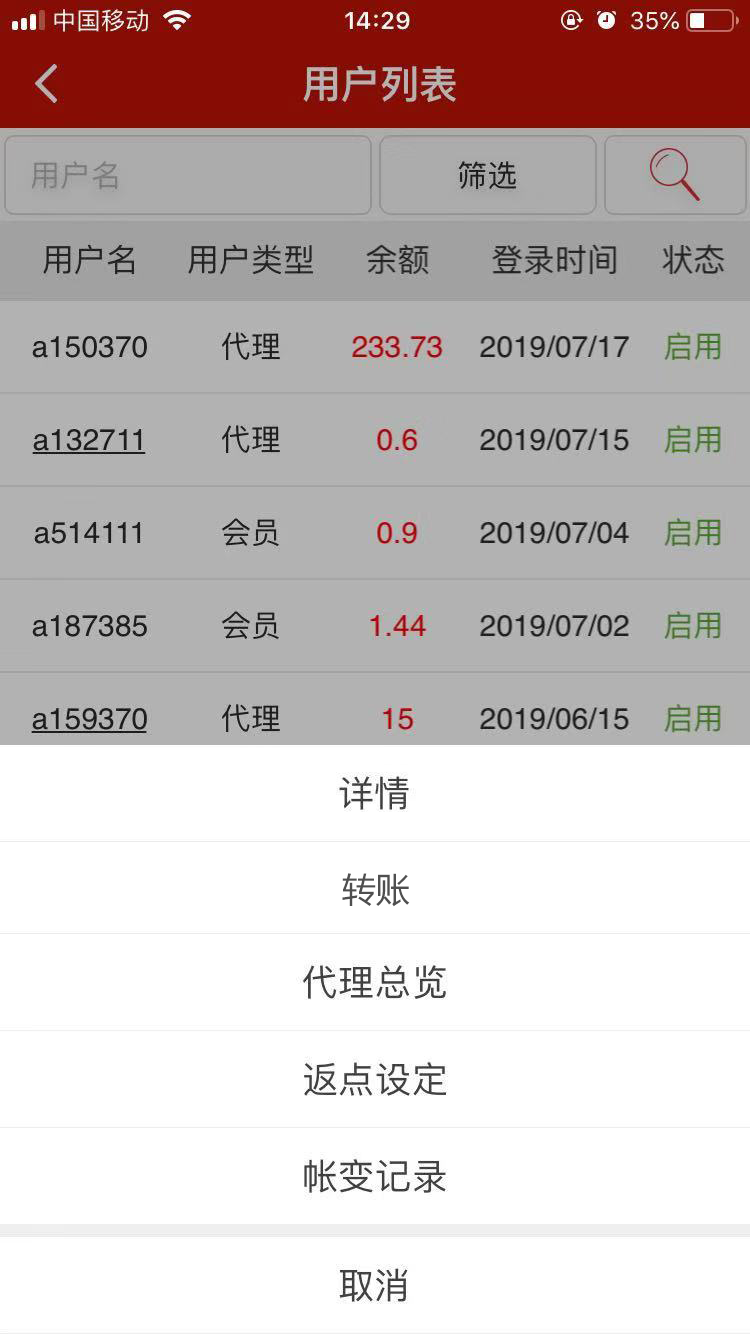 中国移动 14:29 35%
用户列表
用户名 筛选
用户名 用户类型 余额 登录时间 状态
a150370 代理 233.73 2019/07/17 启用
a132711 代理 0.6 2019/07/15 启用
a514111 会员 0.9 2019/07/04 启用
a187385 会员 1.44 2019/07/02 启用
a159370 代理 15 2019/06/15 启用
详情
转账
代理总览
返点设定
帐变记录
取消